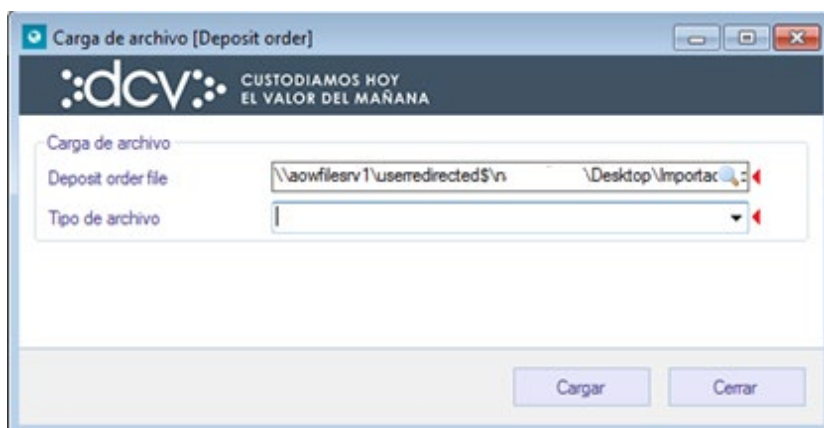 Carga de archivo [Deposit order]
dcv
CUSTODIAMOS HOY
EL VALOR DEL MAÑANA
Carga de archivo
Deposit order file
\\aowfilesrv1\userredirected$\n \Desktop\Importac
Tipo de archivo
Cargar
Cerrar